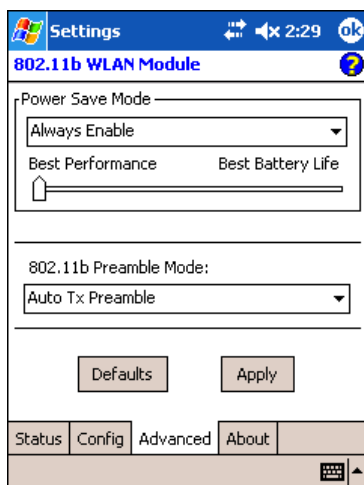 Settings 2:29 ok
802.11b WLAN Module ?
Power Save Mode
Always Enable
Best Performance Best Battery Life
802.11b Preamble Mode:
Auto Tx Preamble
Defaults Apply
Status Config Advanced About